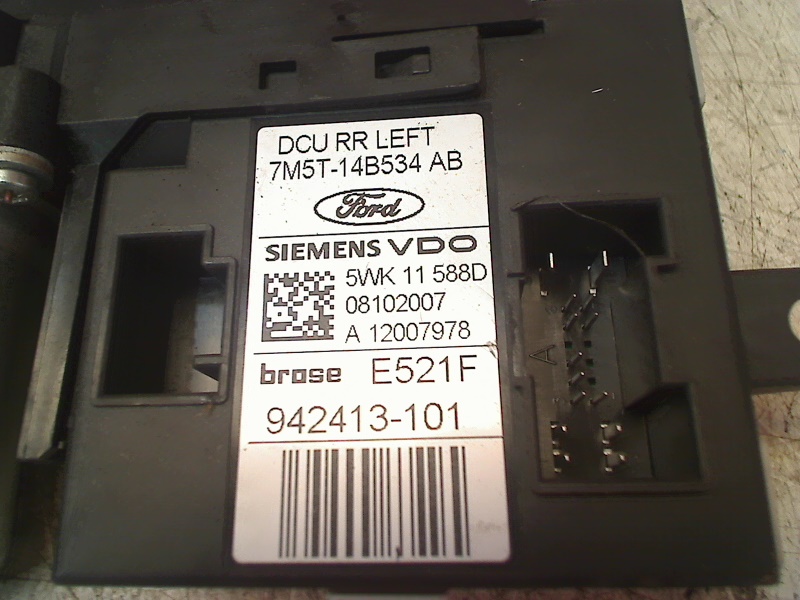 DCU RR LEFT
7M5T-14B534 AB
Ford
SIEMENS VDO
5WK 11 588D
08102007
A 12007978
brose E521F
942413-101
A